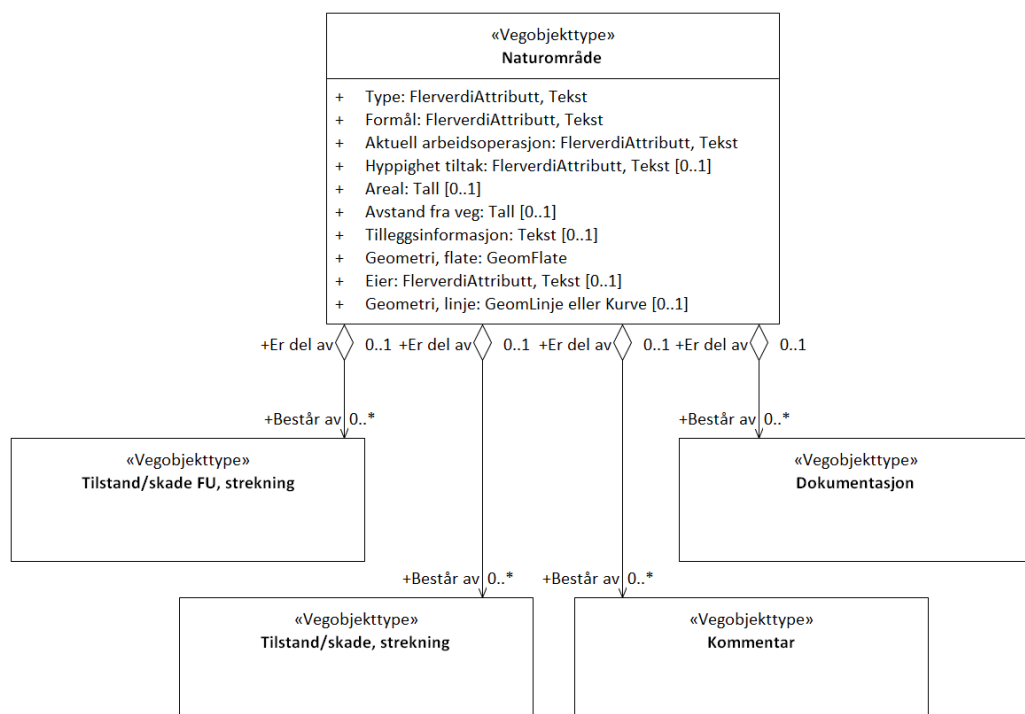 «Vegobjekttype»
Naturområde
+ Type: FlerverdiAttributt, Tekst
+ Formål: FlerverdiAttributt, Tekst
+ Aktuell arbeidsoperasjon: FlerverdiAttributt, Tekst
+ Hyppighet tiltak: FlerverdiAttributt, Tekst [0..1]
+ Areal: Tall [0..1]
+ Avstand fra veg: Tall [0..1]
+ Tilleggsinformasjon: Tekst [0..1]
+ Geometri, flate: GeomFlate
+ Eier: FlerverdiAttributt, Tekst [0..1]
+ Geometri, linje: GeomLinje eller Kurve [0..1]
+Er del av 0..1 +Er del av 0..1 +Er del av 0..1 +Er del av 0..1
+Består av 0..* +Består av 0..*
«Vegobjekttype»
Tilstand/skade FU, strekning
«Vegobjekttype»
Dokumentasjon
+Består av 0..* +Består av 0..*
«Vegobjekttype»
Tilstand/skade, strekning
«Vegobjekttype»
Kommentar